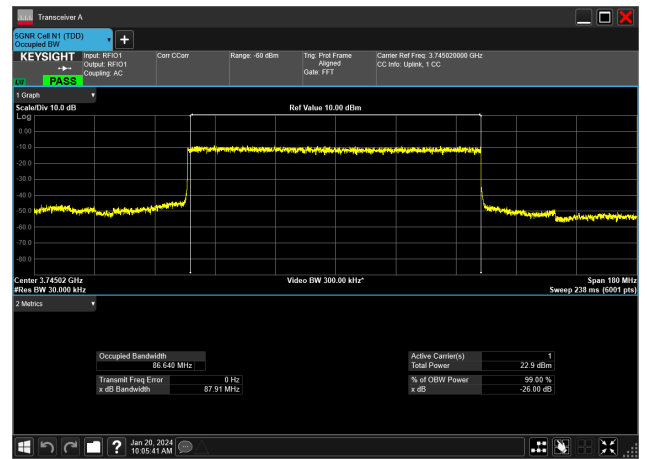 Transceiver A
5GNR Cell N1 (TDD)
Occupied BW
KEYSIGHT
Input: RFIO1
Output: RFIO1
Coupling: AC
Corr CCorr
Range: -60 dBm
Trig: Prot Frame
Aligned
Gate: FFT
Carrier Ref Freq: 3.745020000 GHz
CC Info: Uplink, 1 CC
PASS
1 Graph
Scale/Div 10.0 dB
Ref Value 10.00 dBm
Log
0.00
-10.0
-20.0
-30.0
-40.0
-50.0
-60.0
-70.0
-80.0
Center 3.74502 GHz
Video BW 300.00 kHz*
Span 180 MHz
#Res BW 30.000 kHz
Sweep 238 ms (6001 pts)
2 Metrics
Occupied Bandwidth
86.640 MHz
Active Carrier(s) 1
Total Power 22.9 dBm
Transmit Freq Error 0 Hz
x dB Bandwidth 87.91 MHz
% of OBW Power 99.00 %
x dB -26.00 dB
Jan 20, 2024
10:05:41 AM